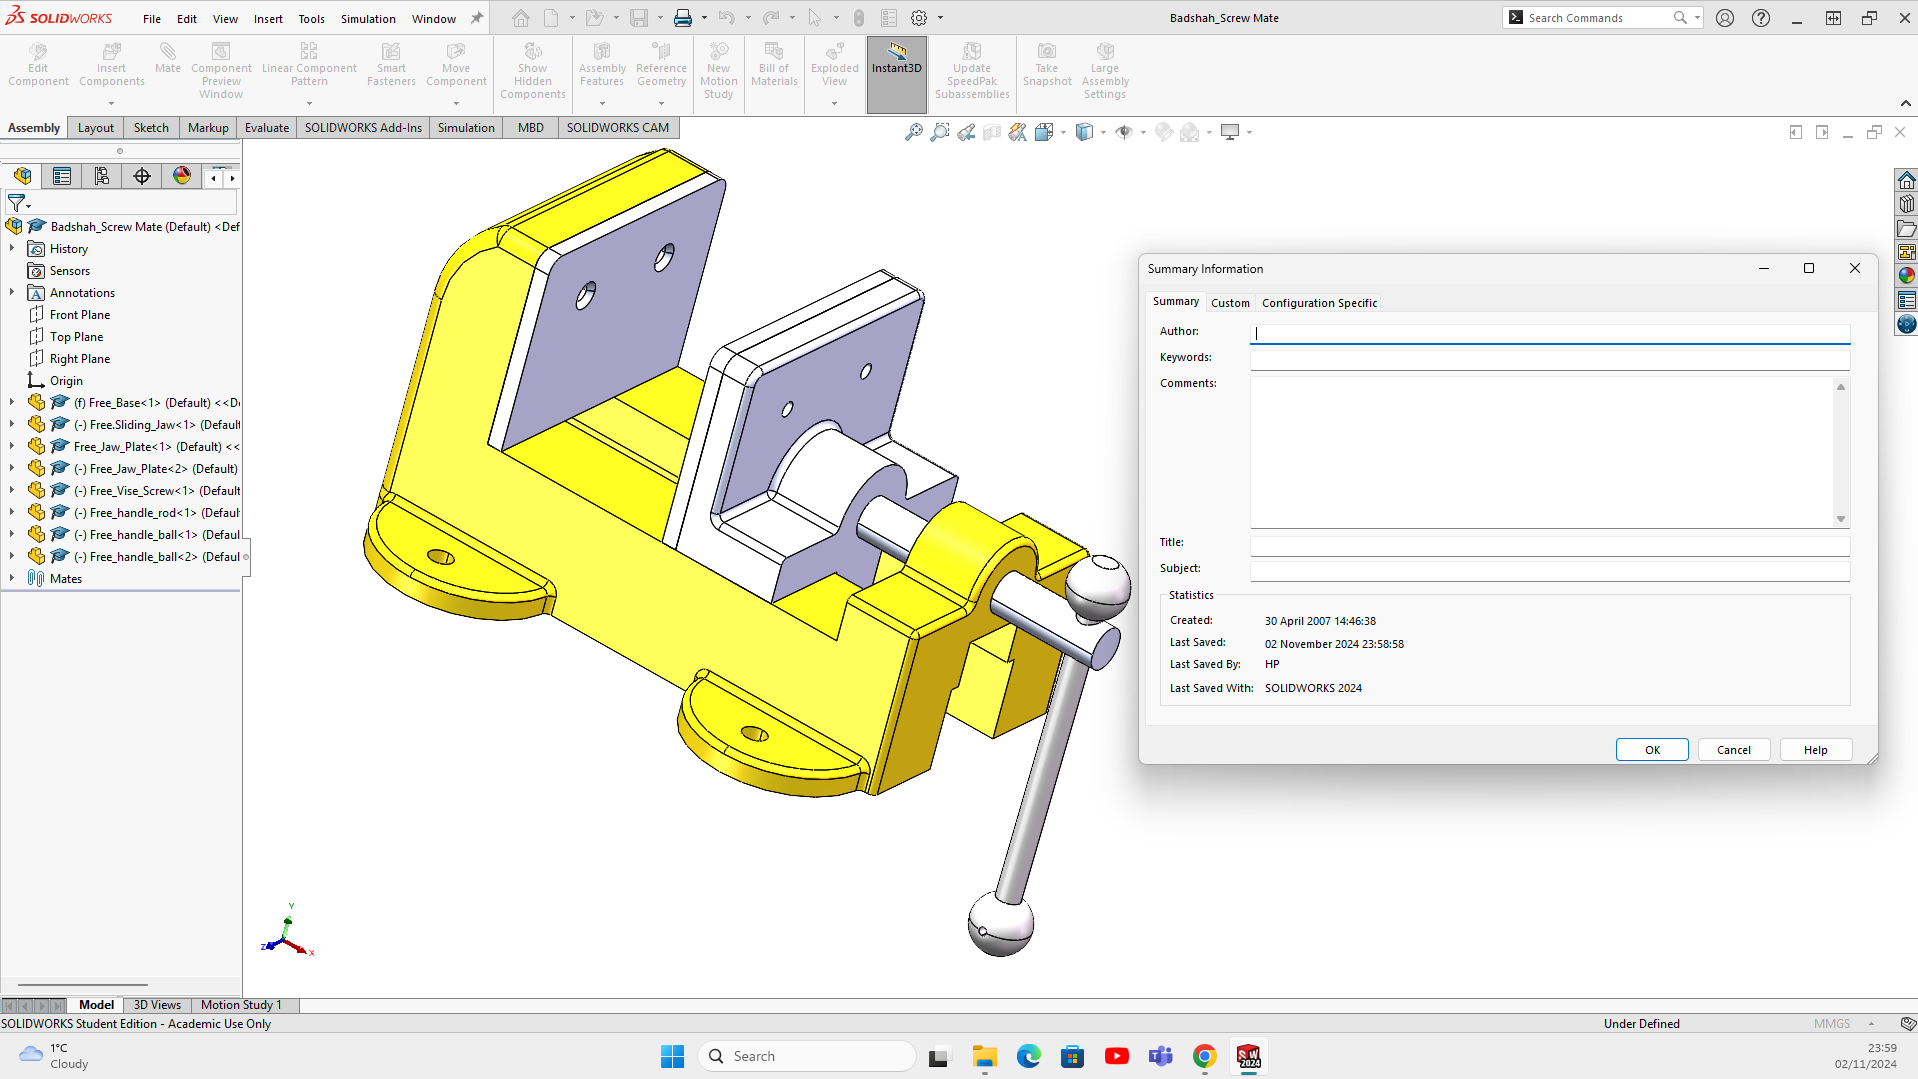 SOLIDWORKS
File Edit View Insert Tools Simulation Window
Badshah_Screw Mate
Search Commands
Edit Component
Insert Components
Mate
Component Preview Window
Linear Component Pattern
Smart Fasteners
Move Component
Show Hidden Components
Assembly Features
Reference Geometry
New Motion Study
Bill of Materials
Exploded View
Instant3D
Update SpeedPak Subassemblies
Take Snapshot
Large Assembly Settings
Assembly Layout Sketch Markup Evaluate SOLIDWORKS Add-Ins Simulation MBD SOLIDWORKS CAM
Badshah_Screw Mate (Default) <Def
History
Sensors
Annotations
Front Plane
Top Plane
Right Plane
Origin
(f) Free_Base<1> (Default) <<D
(-) Free.Sliding_Jaw<1> (Defaul
Free_Jaw_Plate<1> (Default) <<
(-) Free_Jaw_Plate<2> (Default)
(-) Free_Vise_Screw<1> (Defaul
(-) Free_handle_rod<1> (Defaul
(-) Free_handle_ball<1> (Defaul
(-) Free_handle_ball<2> (Defaul
Mates
Summary Information
Summary Custom Configuration Specific
Author:
Keywords:
Comments:
Title:
Subject:
Statistics
Created: 30 April 2007 14:46:38
Last Saved: 02 November 2024 23:58:58
Last Saved By: HP
Last Saved With: SOLIDWORKS 2024
OK Cancel Help
Y
Z
X
Model 3D Views Motion Study 1
SOLIDWORKS Student Edition - Academic Use Only
Under Defined
MMGS
1°C
Cloudy
Search
SW
2024
23:59
02/11/2024